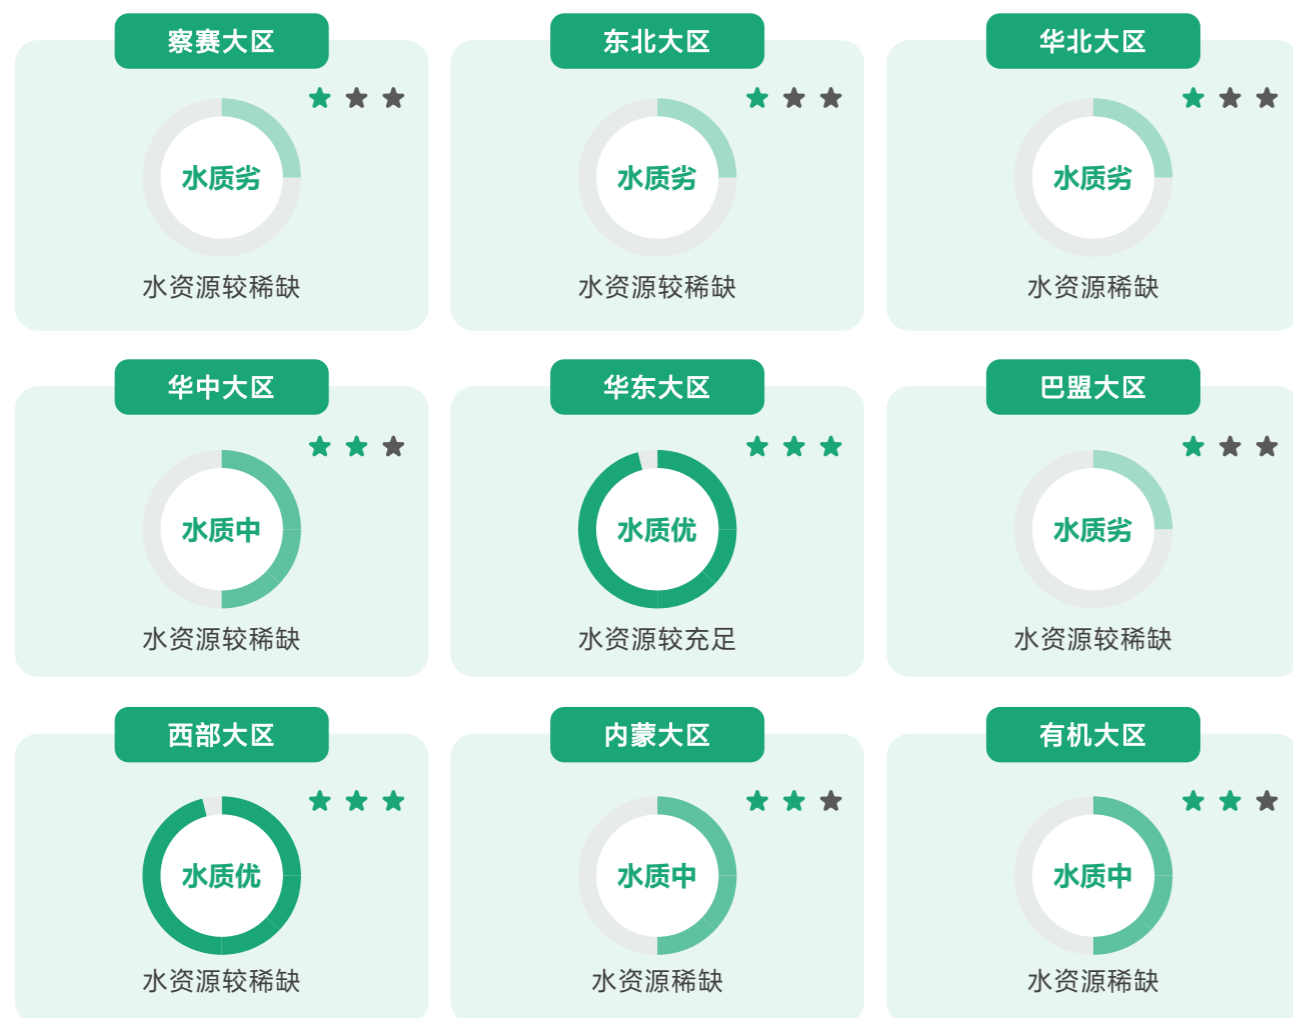 察赛大区
水质劣
水资源较稀缺
东北大区
水质劣
水资源较稀缺
华北大区
水质劣
水资源稀缺
华中大区
水质中
水资源较稀缺
华东大区
水质优
水资源较充足
巴盟大区
水质劣
水资源较稀缺
西部大区
水质优
水资源较稀缺
内蒙大区
水质中
水资源稀缺
有机大区
水质中
水资源稀缺